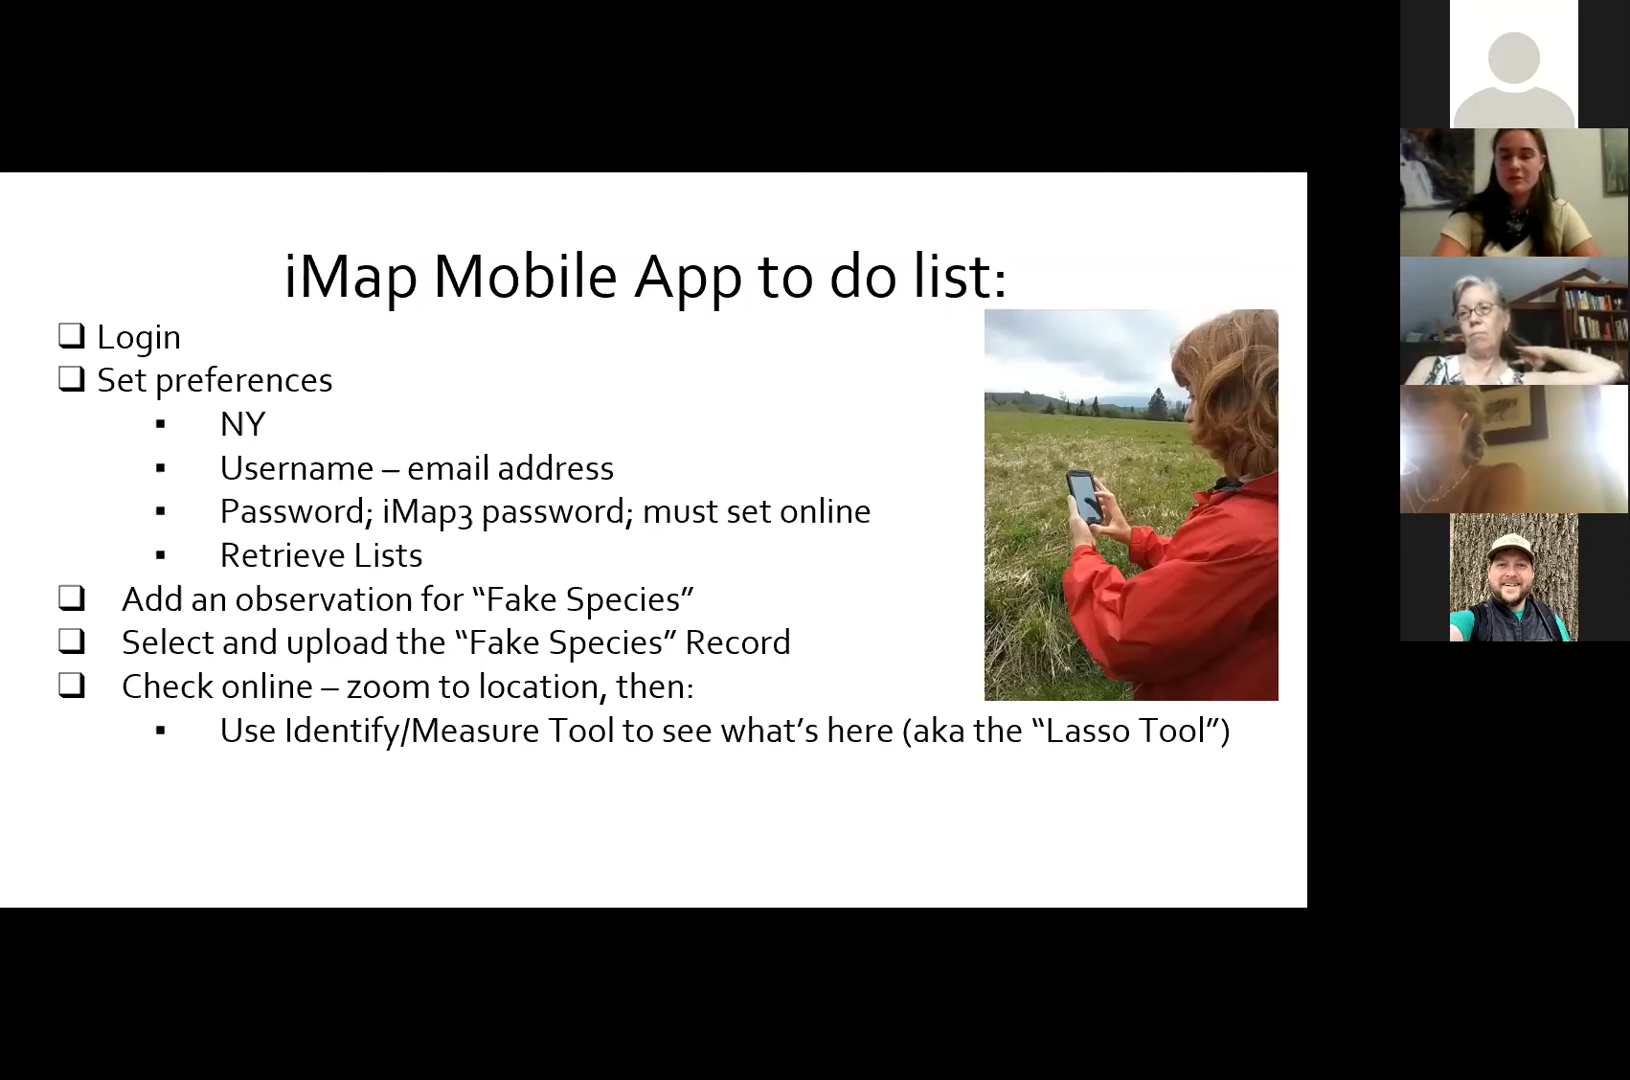 iMap Mobile App to do list:
❑ Login
❑ Set preferences
▪ NY
▪ Username – email address
▪ Password; iMap3 password; must set online
▪ Retrieve Lists
❑ Add an observation for “Fake Species”
❑ Select and upload the “Fake Species” Record
❑ Check online – zoom to location, then:
▪ Use Identify/Measure Tool to see what’s here (aka the “Lasso Tool”)